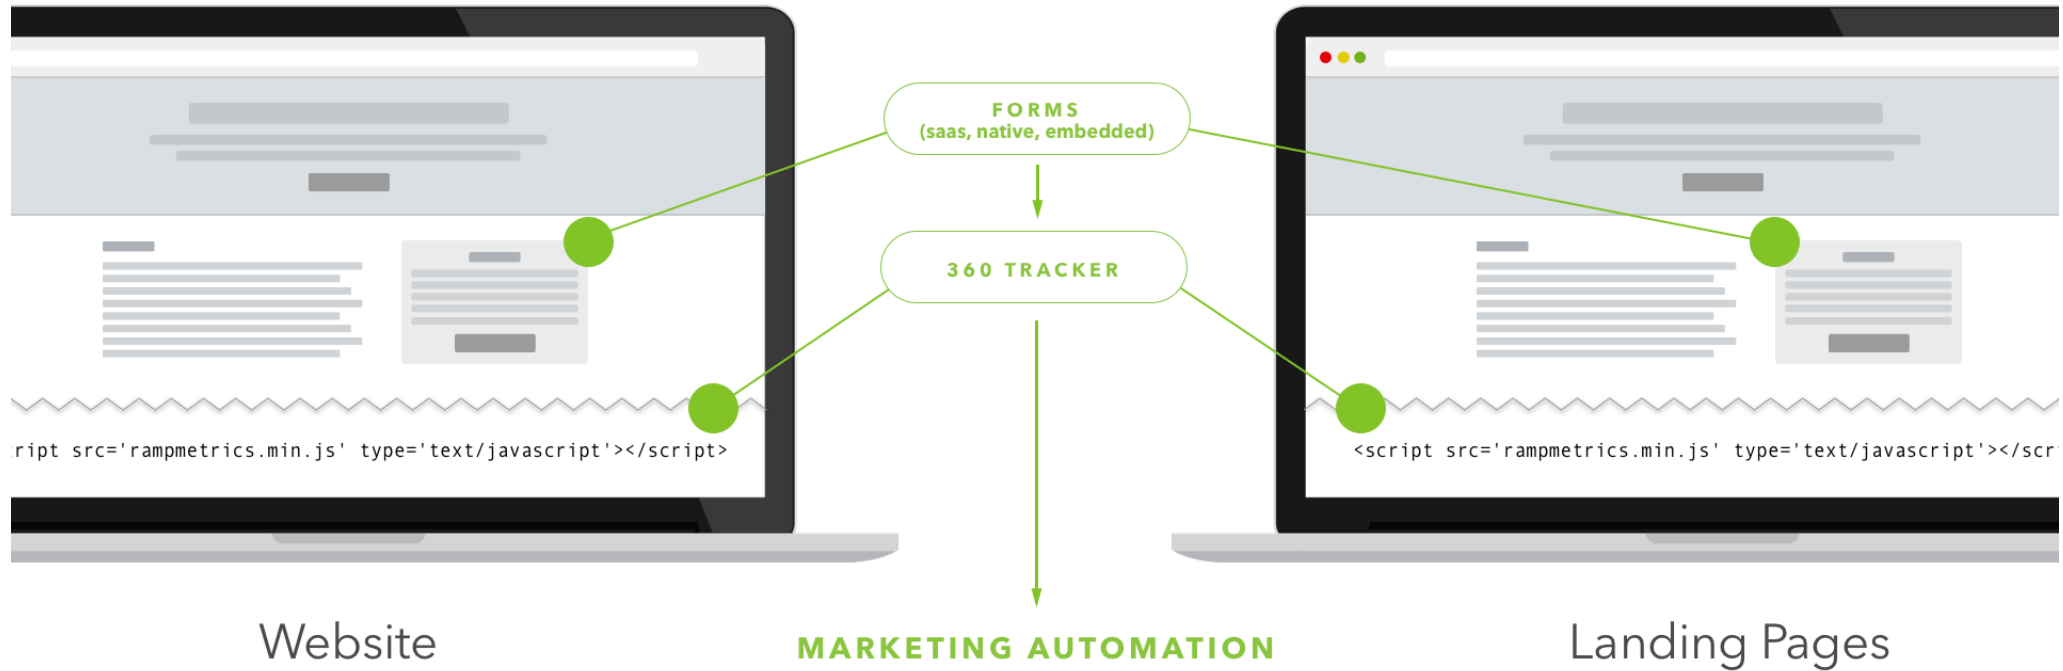 FORMS
(saas, native, embedded)
360 TRACKER
ript src='rampmetrics.min.js' type='text/javascript'></script>
<script src='rampmetrics.min.js' type='text/javascript'></scr
Website
MARKETING AUTOMATION
Landing Pages